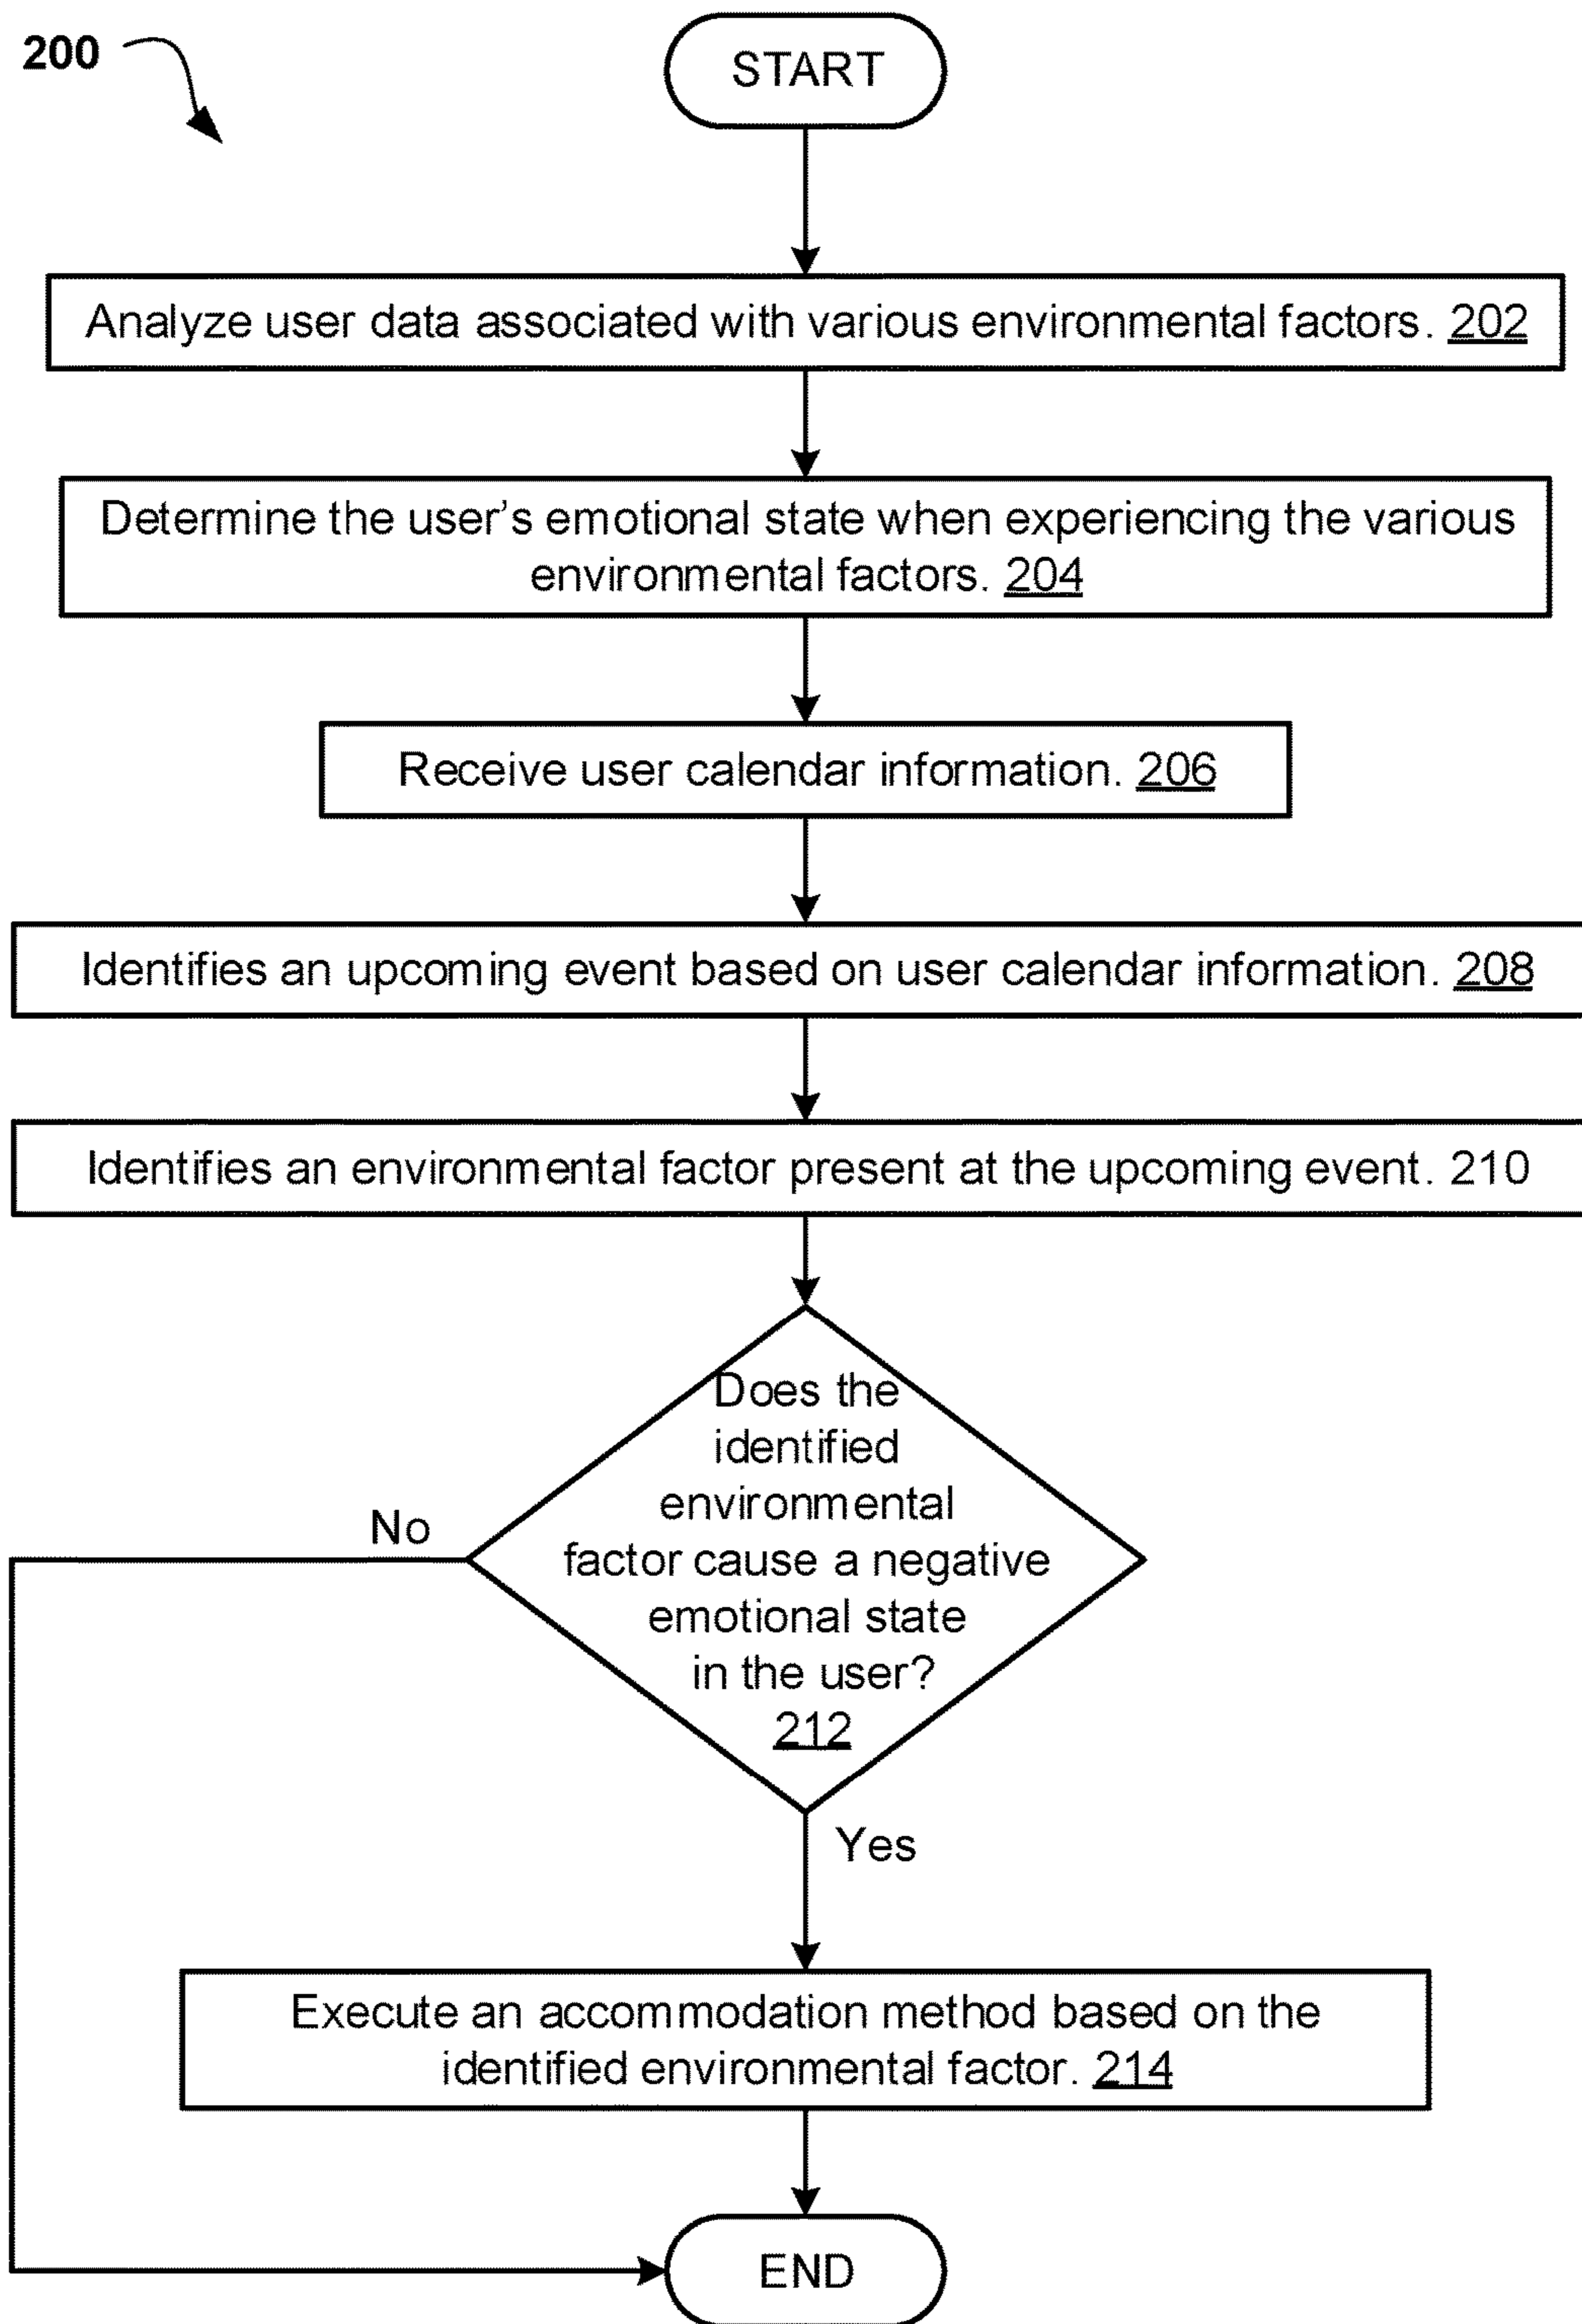 200
START
Analyze user data associated with various environmental factors. 202
Determine the user's emotional state when experiencing the various
environmental factors. 204
Receive user calendar information. 206
Identifies an upcoming event based on user calendar information. 208
Identifies an environmental factor present at the upcoming event. 210
Does the
identified
environmental
factor cause a negative
emotional state
in the user?
212
No
Yes
Execute an accommodation method based on the
identified environmental factor. 214
END